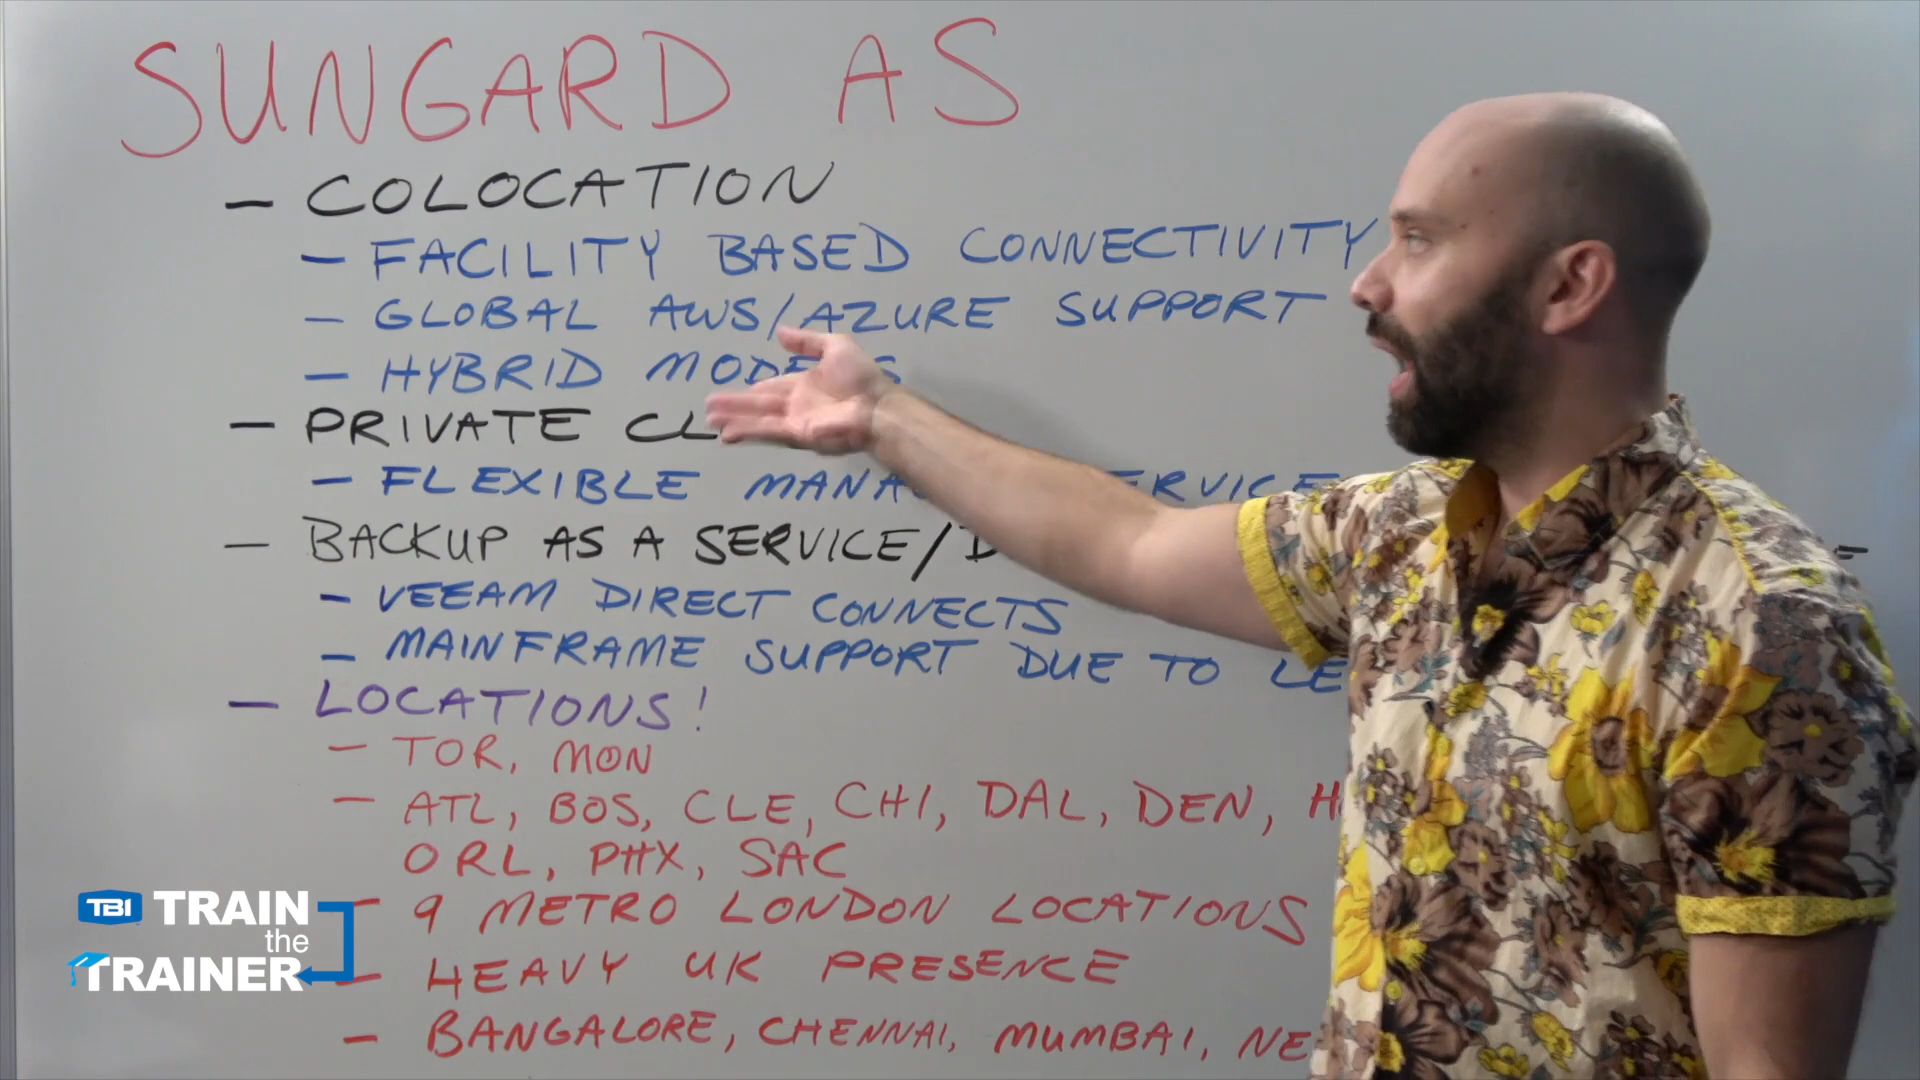 SUNGARD AS
- COLOCATION
- FACILITY BASED CONNECTIVITY
- GLOBAL AWS/AZURE SUPPORT
- HYBRID
- PRIVATE
- FLEXIBLE
- BACKUP AS A SERVICE/
- VEEAM DIRECT CONNECTS
- MAINFRAME SUPPORT DUE TO
- LOCATIONS!
- TOR, MON
- ATL, BOS, CLE, CHI, DAL, DEN,
ORL, PHX, SAC
- 9 METRO LONDON LOCATIONS
- HEAVY UK PRESENCE
- BANGALORE, CHENNAI, MUMBAI,
TBI TRAIN
the
TRAINER